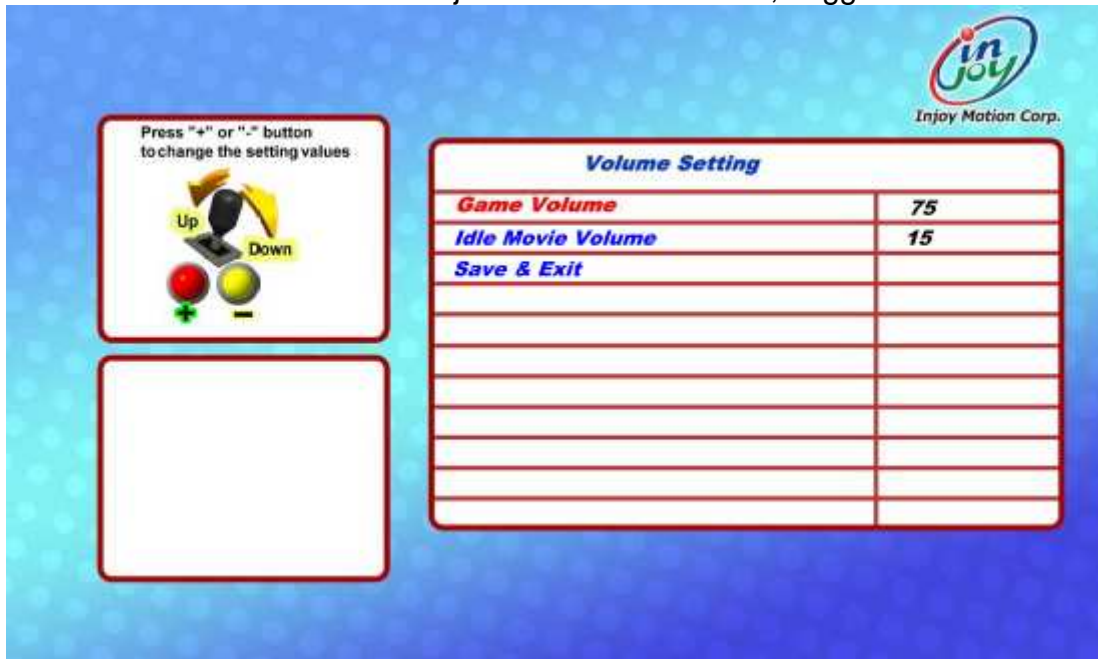 in
joy
Injoy Motion Corp.
Press "+" or "-" button
to change the setting values
Up
Down
+ -
Volume Setting
Game Volume 75
Idle Movie Volume 15
Save & Exit